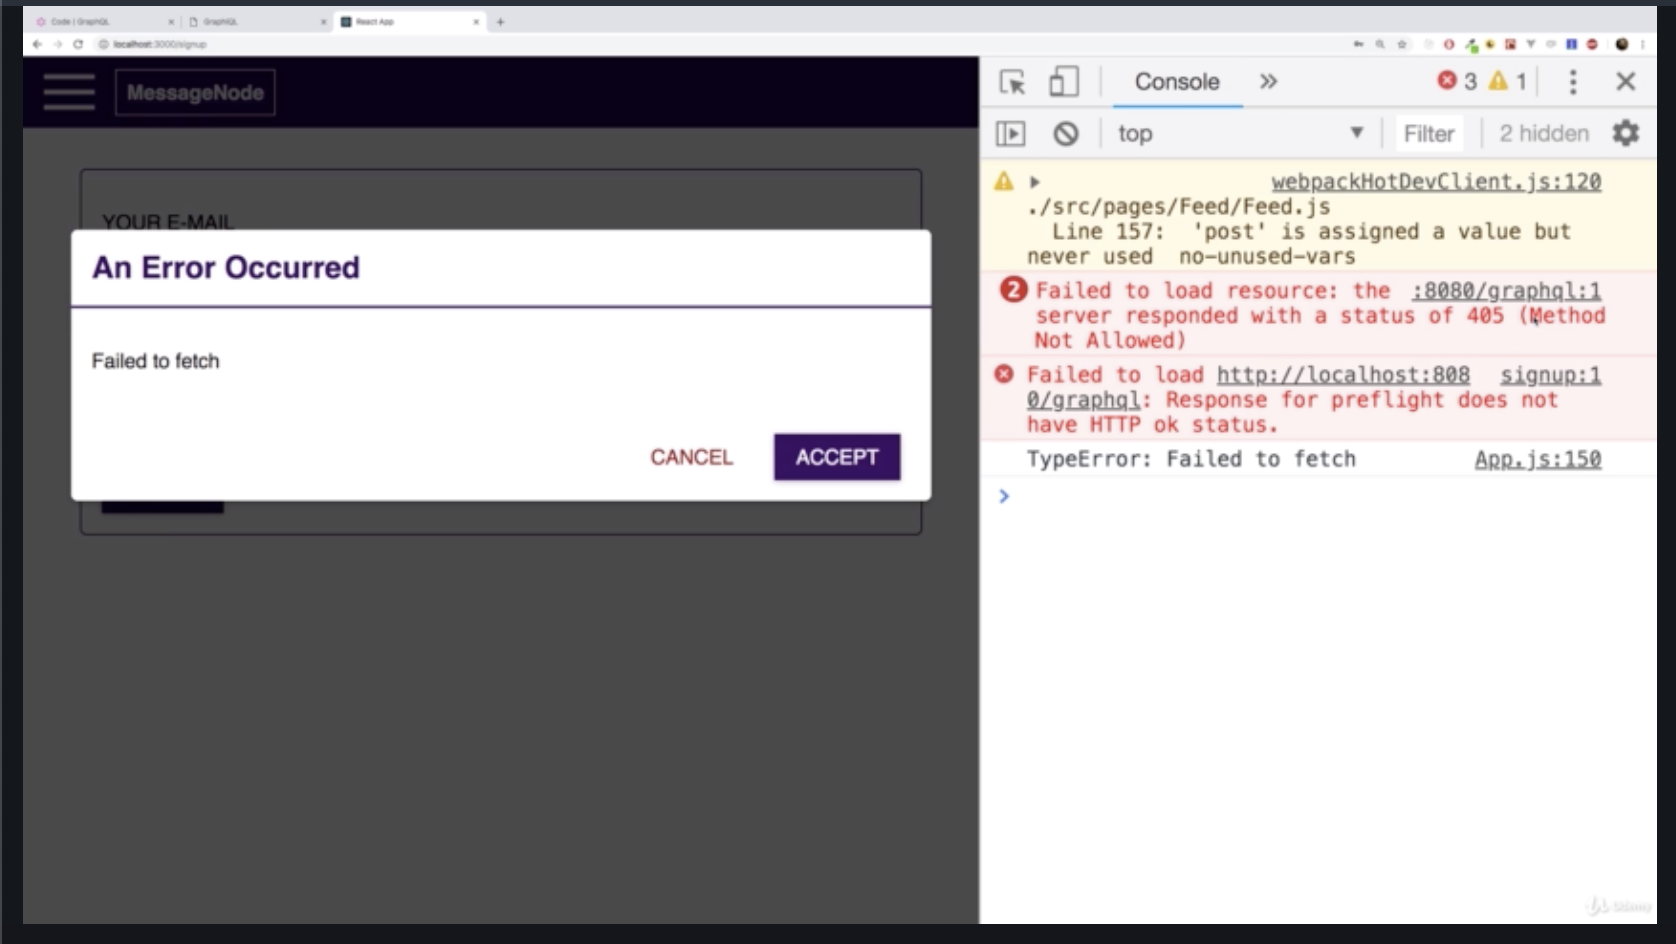 Code | GraphQL
GraphiQL
React App
localhost:3000/signup
MessageNode
YOUR E-MAIL
An Error Occurred
Failed to fetch
CANCEL
ACCEPT
Console
3
1
top
Filter
2 hidden
webpackHotDevClient.js:120
./src/pages/Feed/Feed.js
Line 157: 'post' is assigned a value but
never used no-unused-vars
2 Failed to load resource: the :8080/graphql:1
server responded with a status of 405 (Method
Not Allowed)
Failed to load http://localhost:808 signup:1
0/graphql: Response for preflight does not
have HTTP ok status.
TypeError: Failed to fetch App.js:150
Udemy